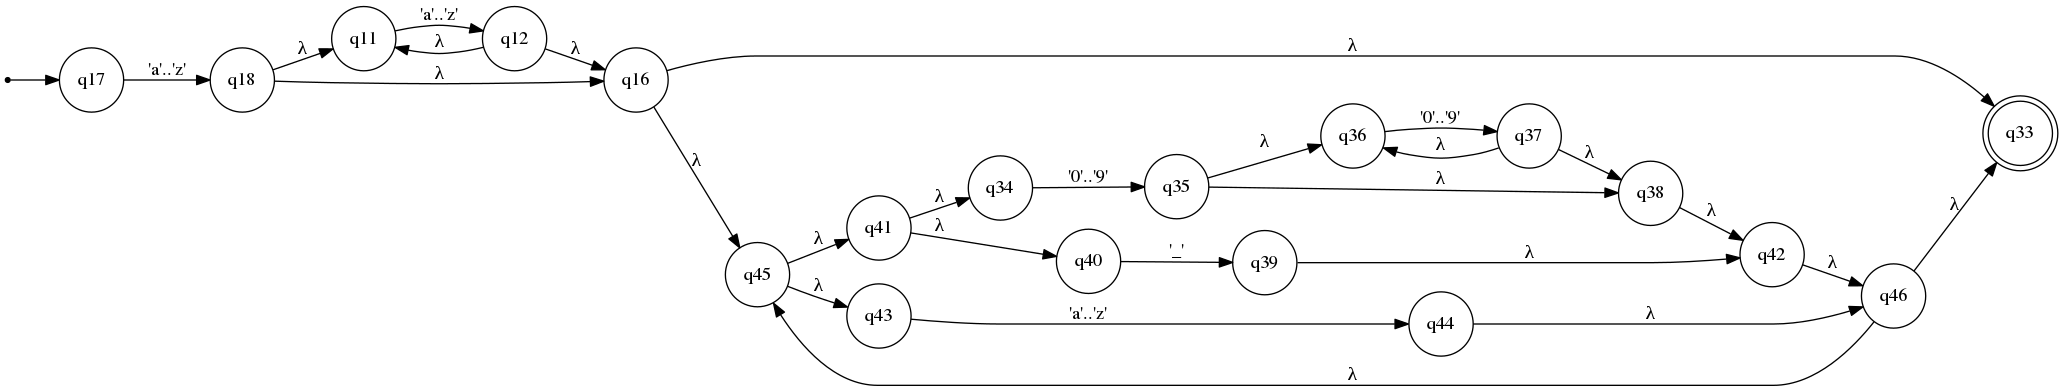 q17
'a'..'z'
q18
λ
λ
q11
'a'..'z'
λ
q12
λ
q16
λ
λ
q45
λ
λ
q41
λ
λ
q34
'0'..'9'
q35
λ
λ
q36
'0'..'9'
λ
q37
λ
q38
λ
q40
'_'
q39
λ
q42
λ
q43
'a'..'z'
q44
λ
q46
λ
λ
q33